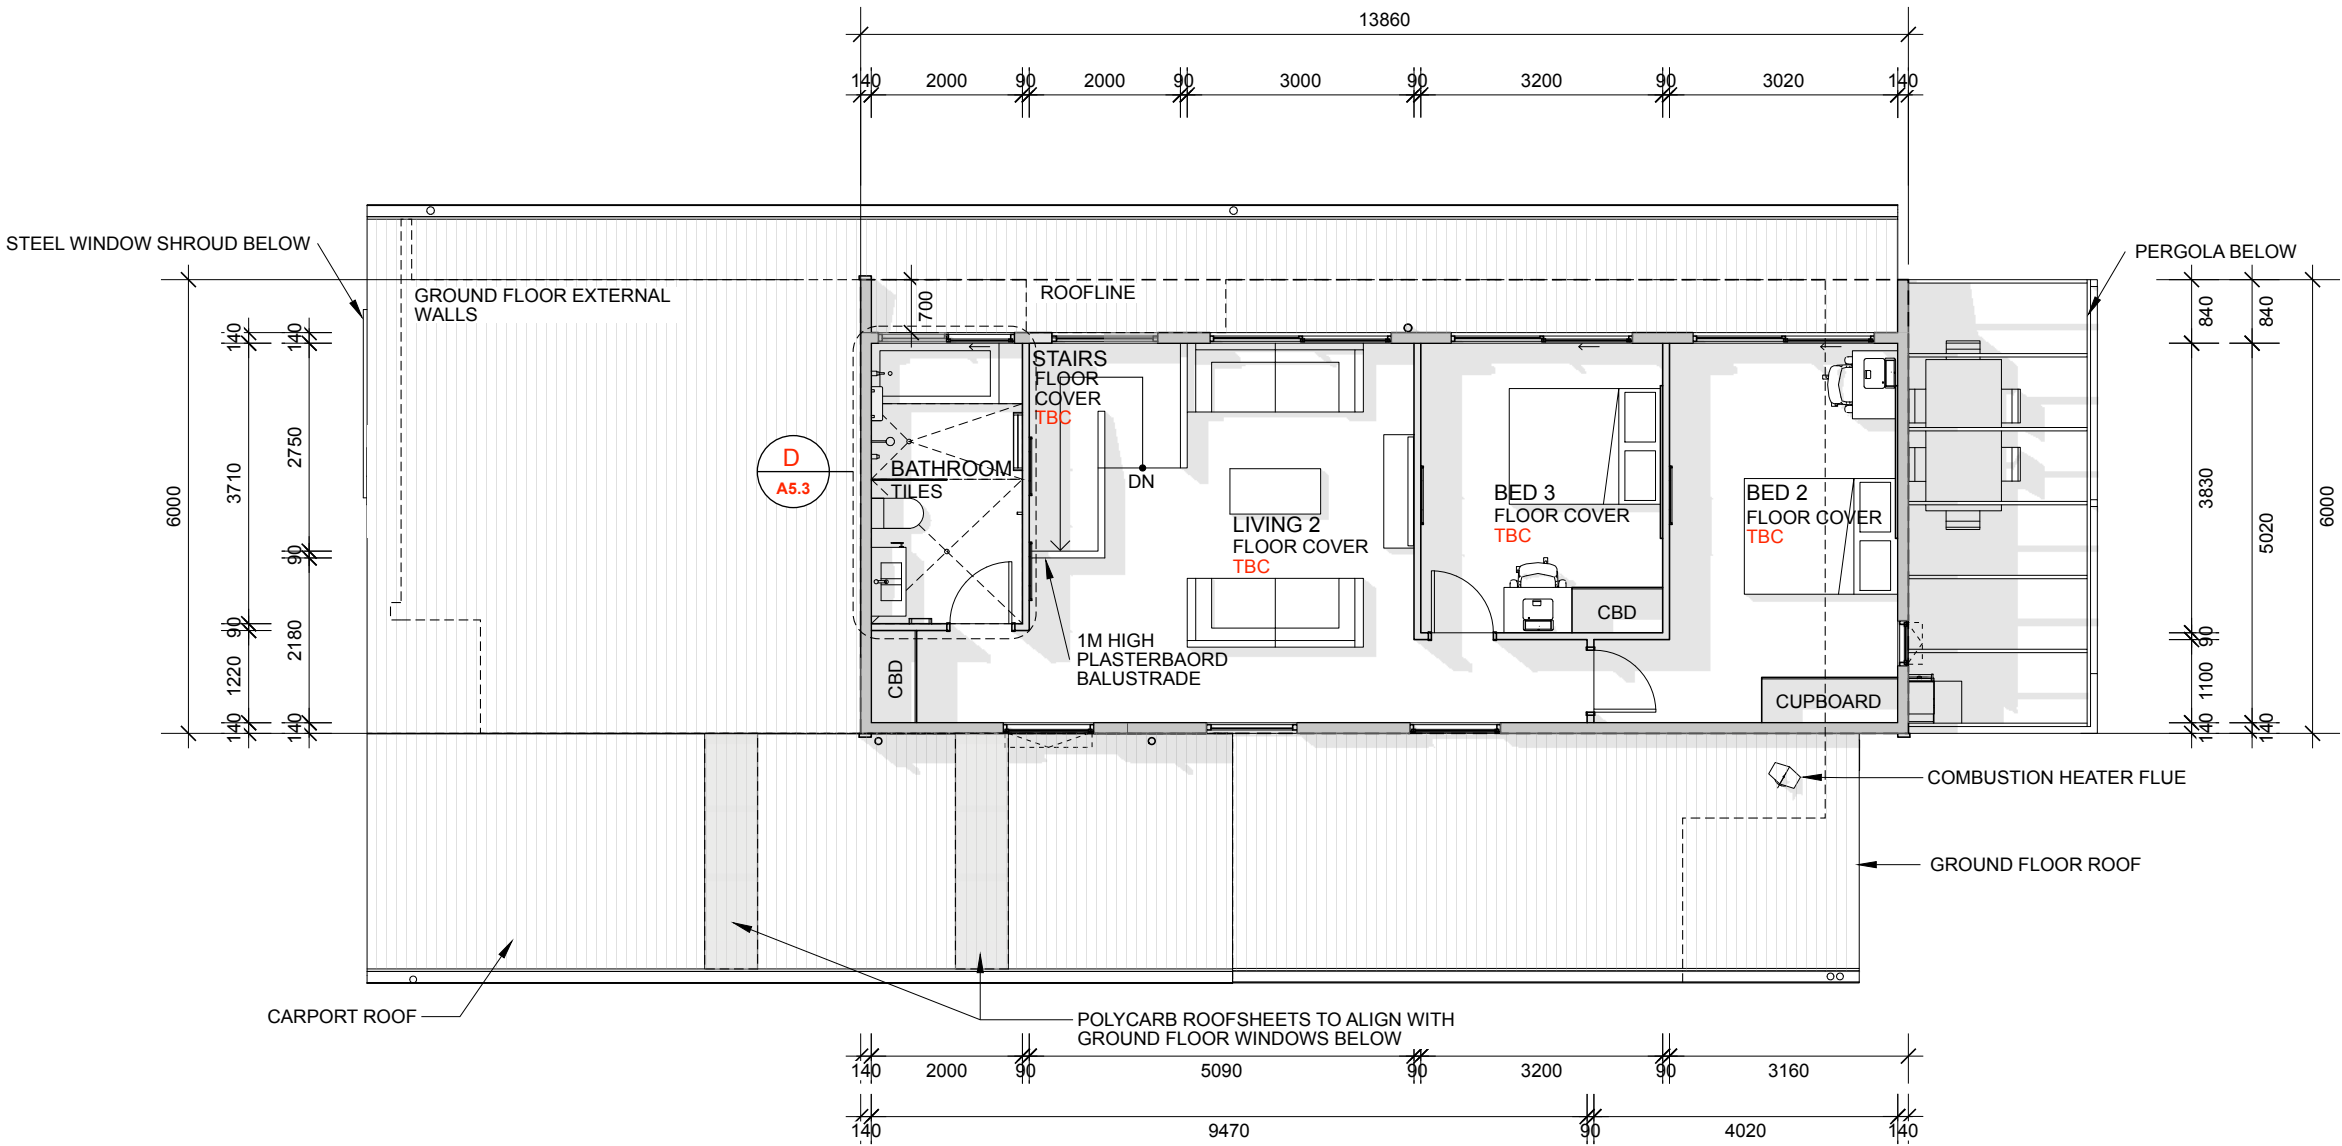 13860
140 2000 90 2000 90 3000 90 3200 90 3020 140
STEEL WINDOW SHROUD BELOW
PERGOLA BELOW
GROUND FLOOR EXTERNAL
WALLS
ROOFLINE
700
6000
140 3710 90 1220 140
140 2750 90 2180 140
840 3830 90 1100 140
840 5020 140
6000
STAIRS
FLOOR
COVER
TBC
D
A5.3
BATHROOM
TILES
DN
LIVING 2
FLOOR COVER
TBC
BED 3
FLOOR COVER
TBC
BED 2
FLOOR COVER
TBC
CBD
CBD
CUPBOARD
1M HIGH
PLASTERBAORD
BALUSTRADE
COMBUSTION HEATER FLUE
GROUND FLOOR ROOF
CARPORT ROOF
POLYCARB ROOFSHEETS TO ALIGN WITH
GROUND FLOOR WINDOWS BELOW
140 2000 90 5090 90 3200 90 3160
140 9470 90 4020 140